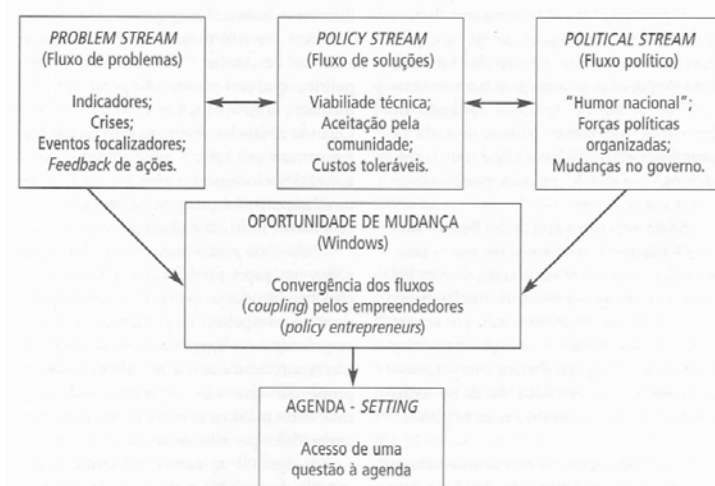 PROBLEM STREAM
(Fluxo de problemas)
Indicadores;
Crises;
Eventos focalizadores;
Feedback de ações.
POLICY STREAM
(Fluxo de soluções)
Viabiliade técnica;
Aceitação pela
comunidade;
Custos toleráveis.
POLITICAL STREAM
(Fluxo político)
“Humor nacional”;
Forças políticas
organizadas;
Mudanças no governo.
OPORTUNIDADE DE MUDANÇA
(Windows)
Convergência dos fluxos
(coupling) pelos empreendedores
(policy entrepreneurs)
AGENDA - SETTING
Acesso de uma
questão à agenda